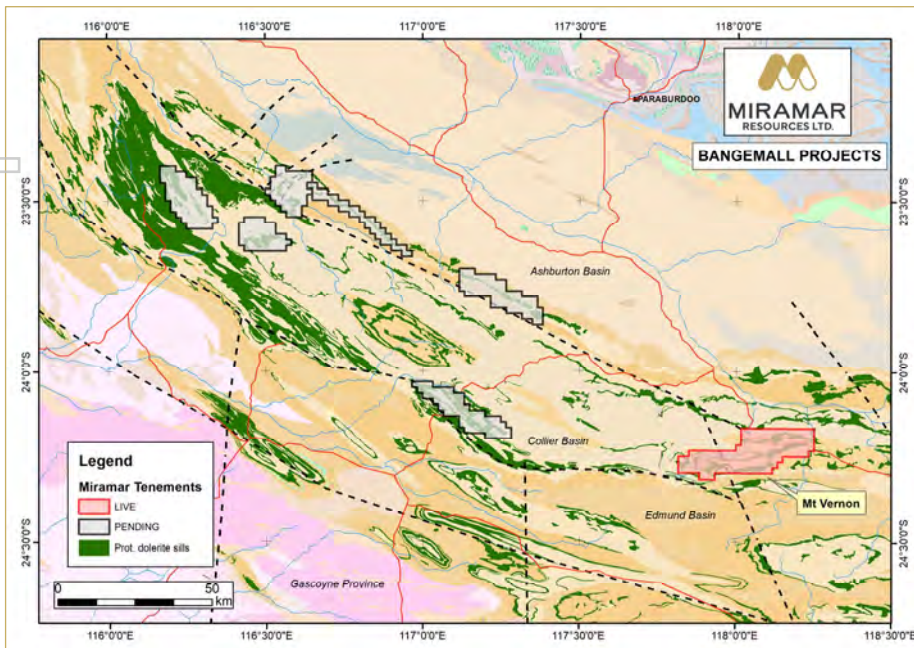 116°0'0"E
116°30'0"E
117°0'0"E
117°30'0"E
118°0'0"E
118°30'0"E
PARABURDOO
MIRAMAR
RESOURCES LTD.
BANGEMALL PROJECTS
23°30'0"S
23°30'0"S
Ashburton Basin
24°0'0"S
24°0'0"S
Collier Basin
Mt Vernon
Edmund Basin
24°30'0"S
24°30'0"S
Legend
Miramar Tenements
LIVE
PENDING
Prot. dolerite sills
Gascoyne Province
0
50
km
116°0'0"E
116°30'0"E
117°0'0"E
117°30'0"E
118°0'0"E
118°30'0"E